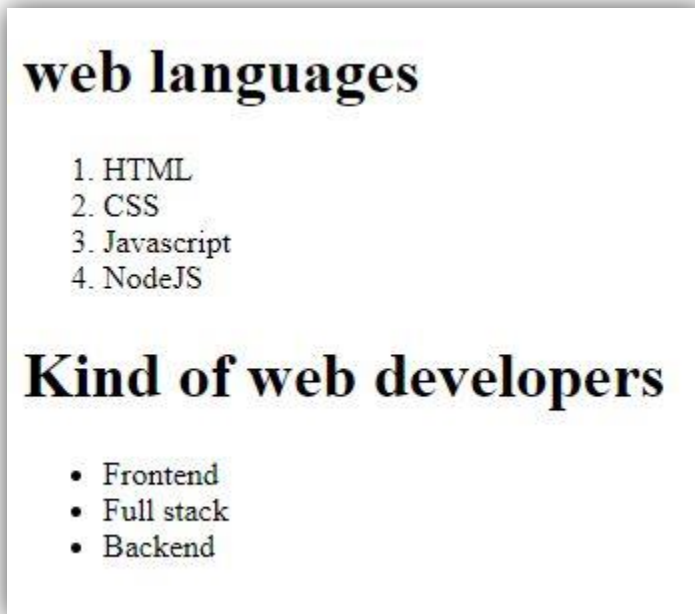 web languages
1. HTML
2. CSS
3. Javascript
4. NodeJS
Kind of web developers
• Frontend
• Full stack
• Backend